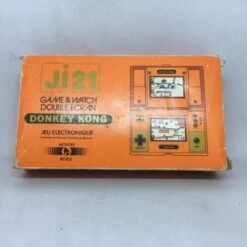 Ji21
GAME & WATCH
DOUBLE ECRAN
DONKEY KONG
JEU ELECTRONIQUE
MONTRE
REVEIL